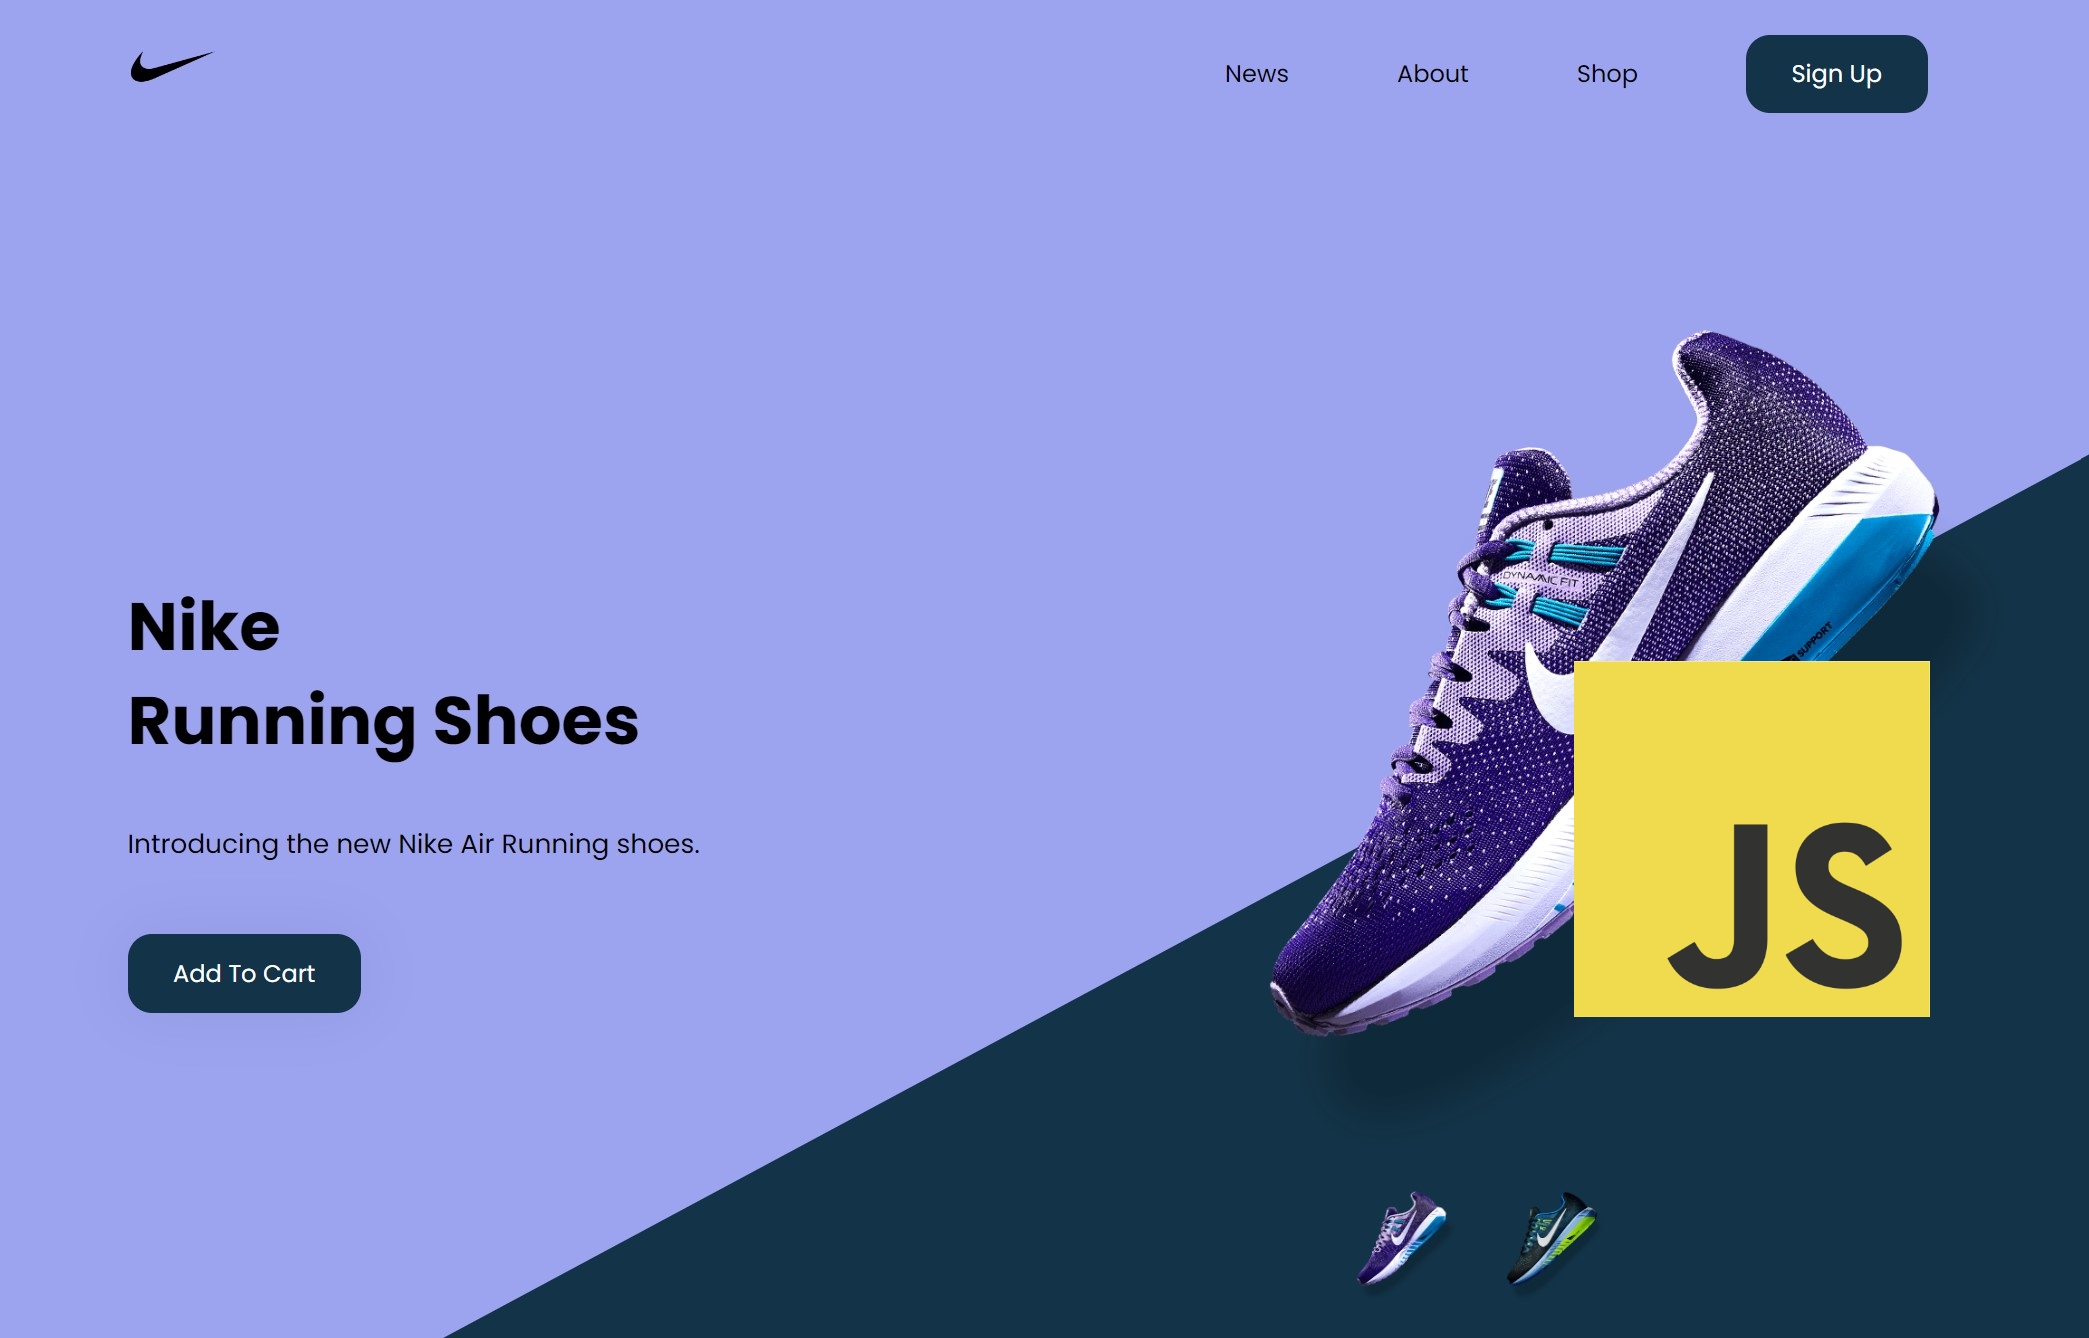 News About Shop Sign Up
DYNAMIC FIT
SUPPORT
Nike
Running Shoes
JS
Introducing the new Nike Air Running shoes.
Add To Cart